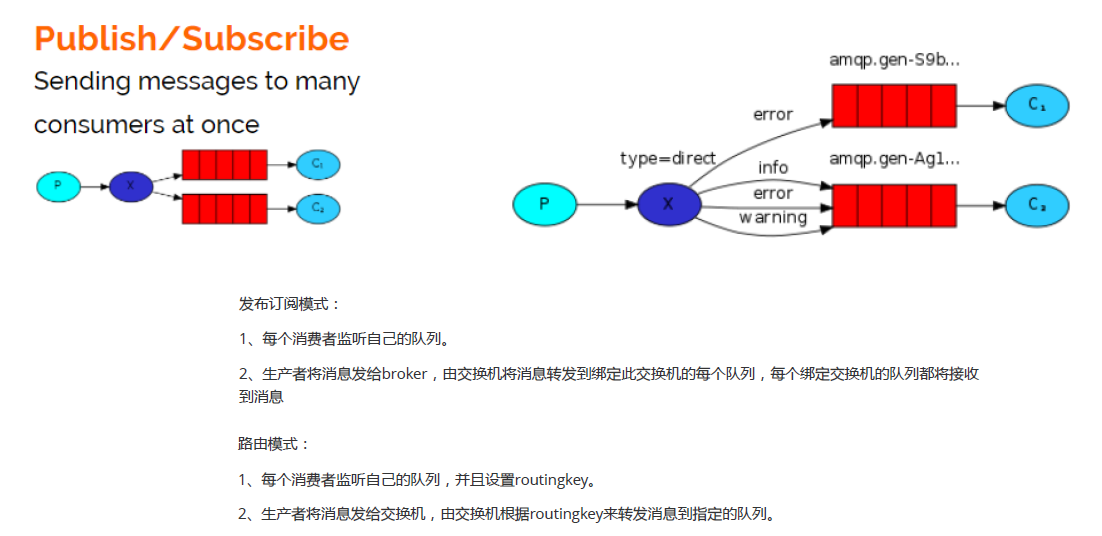 Publish/Subscribe
Sending messages to many
consumers at once
P
X
C₁
C₂
amqp.gen-S9b...
error
C₁
type=direct
amqp.gen-Ag1...
info
error
warning
P
X
C₂
发布订阅模式：
1、每个消费者监听自己的队列。
2、生产者将消息发给broker，由交换机将消息转发到绑定此交换机的每个队列，每个绑定交换机的队列都将接收
到消息
路由模式：
1、每个消费者监听自己的队列，并且设置routingkey。
2、生产者将消息发给交换机，由交换机根据routingkey来转发消息到指定的队列。